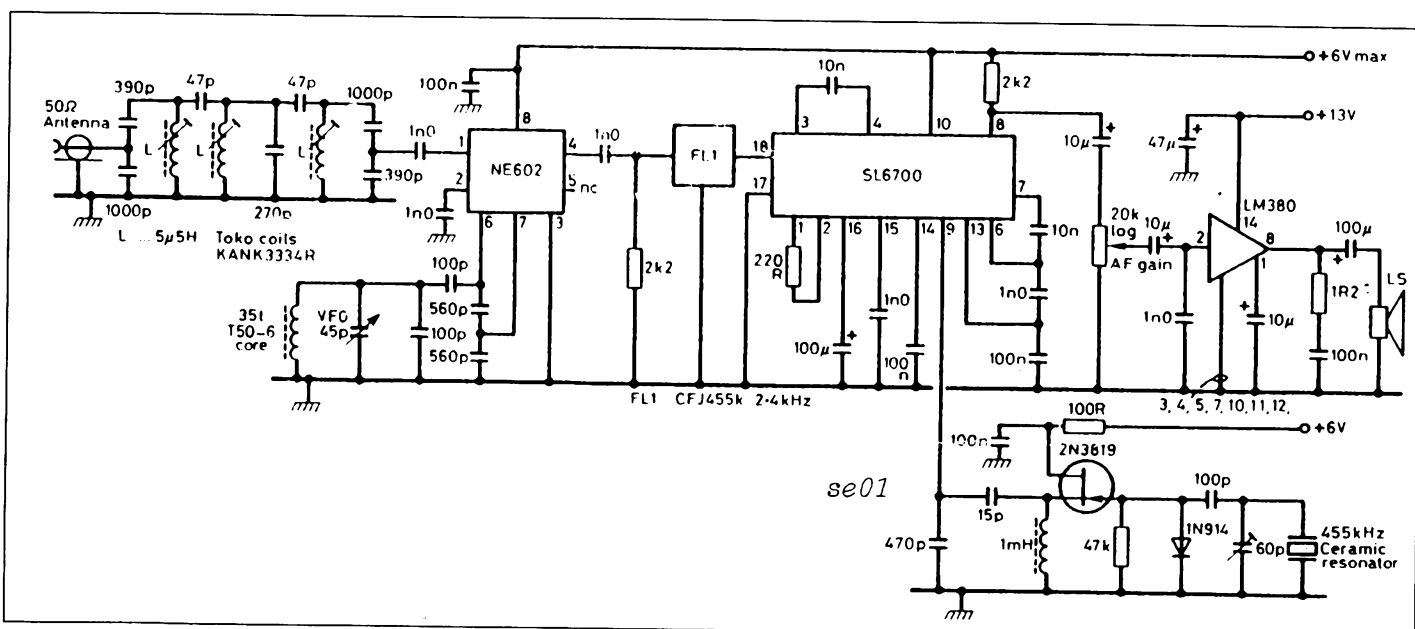 +6V max
10n
100n
2k2
47p
47p
390p
1000p
50Ω
Antenna
+13V
3
4
10
8
10µ
47µ
8
1n0
1n0
1
4
FL1
18
L
L
L
NE602
SL6700
17
7
LM380
390p
2
5
nc
20k
log
10µ
14
2
8
100µ
1n0
6
7
3
1
2
16
15
14
9
13
6
10n
AF gain
1
LS
1000p
270p
L ... 5µ5H Toko coils
KANK3334R
100p
2k2
220
R
1n0
1n0
1n0
10µ
1R2
35t
T50-6
core
VFO
45p
100p
560p
560p
100µ
100
n
100n
100n
FL1 CFJ455k 2·4kHz
3, 4, 5, 7, 10, 11, 12,
100R
+6V
100n
2N3819
se01
100p
15p
1N914
455kHz
Ceramic
resonator
470p
1mH
47k
60p